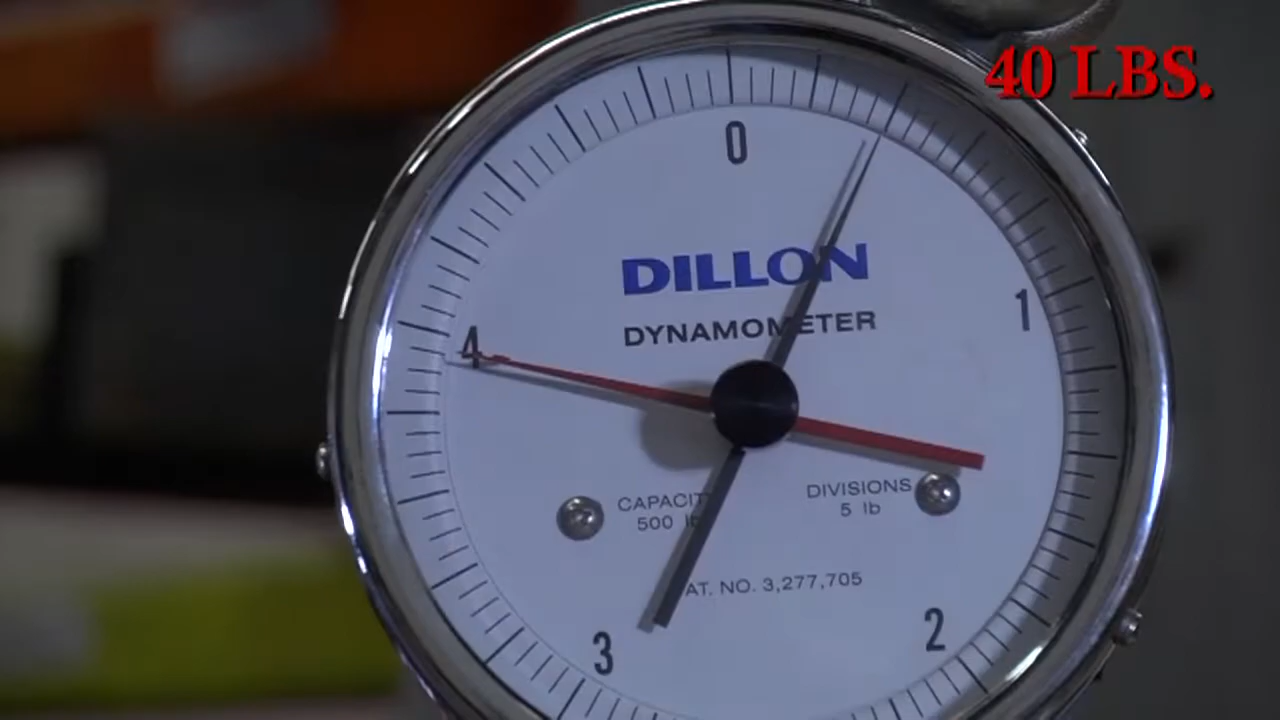 40 LBS.
0
DILLON
DYNAMOMETER
1
4
CAPACIT
500 lb
DIVISIONS
5 lb
AT. NO. 3,277,705
2
3